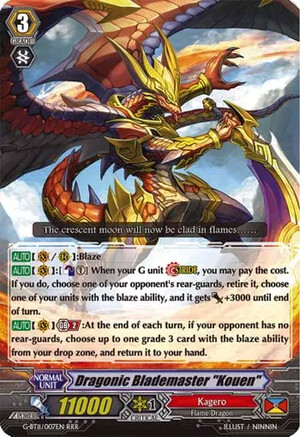 3
GRADE
The crescent moon will now be clad in flames……
AUTO[ / ]:Blaze
AUTO[ ]:[ 1] When your G unit STRIDE, you may pay the cost.
If you do, choose one of your opponent's rear-guards, retire it, choose
one of your units with the blaze ability, and it gets +3000 until end
of turn.
AUTO[ ] GB 2 :At the end of each turn, if your opponent has no
rear-guards, choose up to one grade 3 card with the blaze ability
from your drop zone, and return it to your hand.
NORMAL UNIT
Dragonic Blademaster "Kouen"
POWER
11000
1
CRITICAL
Kagero
Flame Dragon
G-BT11/007EN RRR
ILLUST / NINNIN